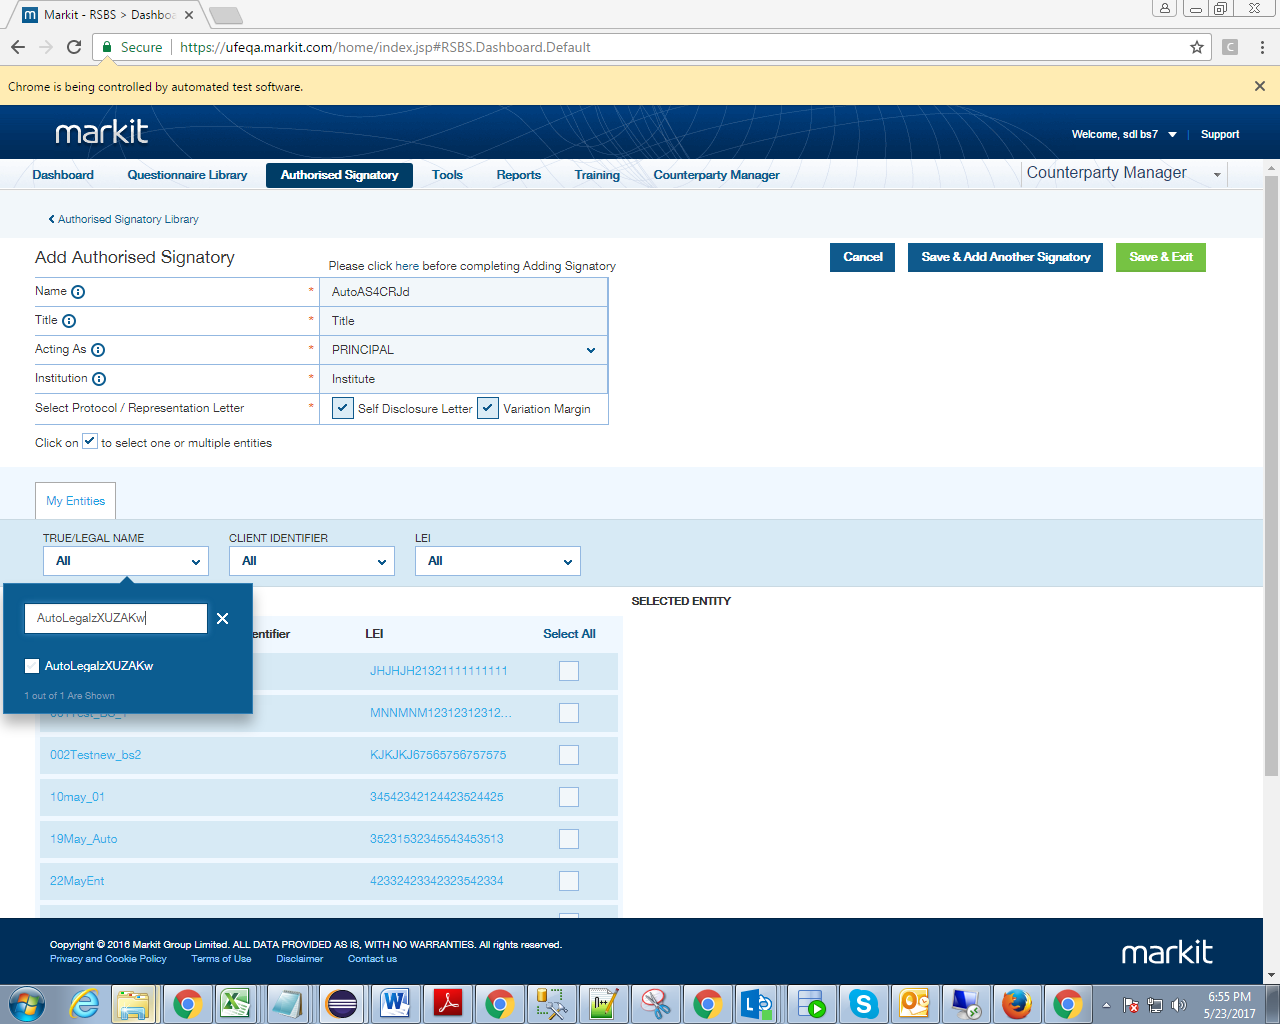 Markit - RSBS > Dashboa
Secure https://ufeqa.markit.com/home/index.jsp#RSBS.Dashboard.Default
Chrome is being controlled by automated test software.
markit
Welcome, sdl bs7 Support
Dashboard Questionnaire Library Authorised Signatory Tools Reports Training Counterparty Manager Counterparty Manager
Authorised Signatory Library
Add Authorised Signatory
Please click here before completing Adding Signatory
Cancel Save & Add Another Signatory Save & Exit
Name * AutoAS4CRJd
Title * Title
Acting As * PRINCIPAL
Institution * Institute
Select Protocol / Representation Letter * Self Disclosure Letter Variation Margin
Click on to select one or multiple entities
My Entities
TRUE/LEGAL NAME CLIENT IDENTIFIER LEI
All All All
SELECTED ENTITY
AutoLegalzXUZAKw
entifier LEI Select All
AutoLegalzXUZAKw
JHJHJH21321111111111
1 out of 1 Are Shown
MNNMNM12312312312...
002Testnew_bs2 KJKJKJ67565756757575
10may_01 34542342124423524425
19May_Auto 35231532345543453513
22MayEnt 42332423342323542334
Copyright © 2016 Markit Group Limited. ALL DATA PROVIDED AS IS, WITH NO WARRANTIES. All rights reserved.
Privacy and Cookie Policy Terms of Use Disclaimer Contact us
markit
6:55 PM
5/23/2017